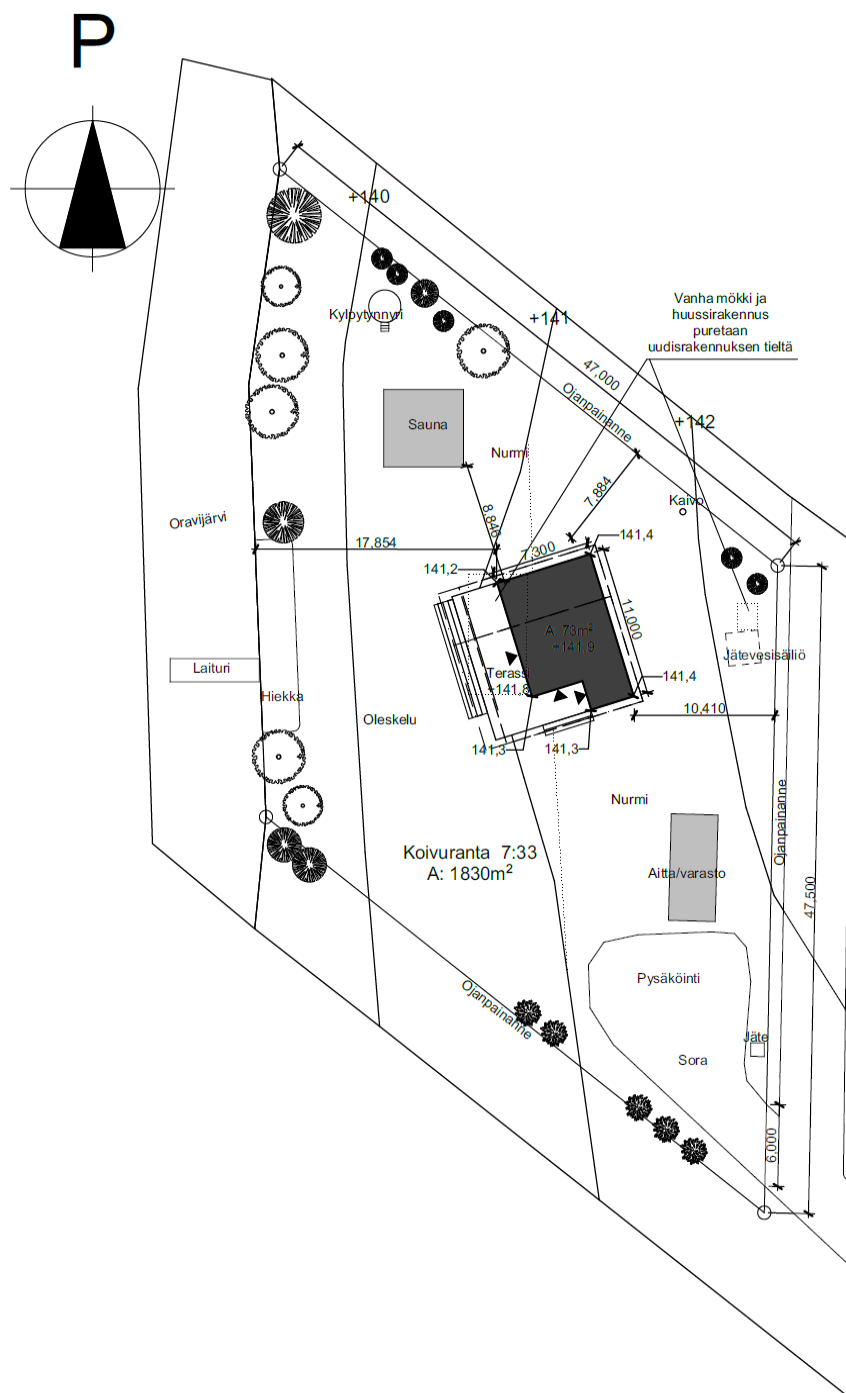 P
+140
Vanha mökki ja
huussirakennus
puretaan
uudisrakennuksen tieltä
Kylpytynnyri
+141
47,000
Ojanpainanne
+142
Sauna
Nurmi
7,884
Kaivo
8,846
Oravijärvi
17,854
7,300
141,4
141,2
11,000
A: 73m²
+141,9
Jätevesisäiliö
Laituri
Terassi
+141,8
141,4
Hiekka
Oleskelu
10,410
141,3
141,3
Nurmi
Ojanpainanne
Koivuranta 7:33
A: 1830m²
Aitta/varasto
47,500
Pysäköinti
Ojanpainanne
Jäte
Sora
6,000